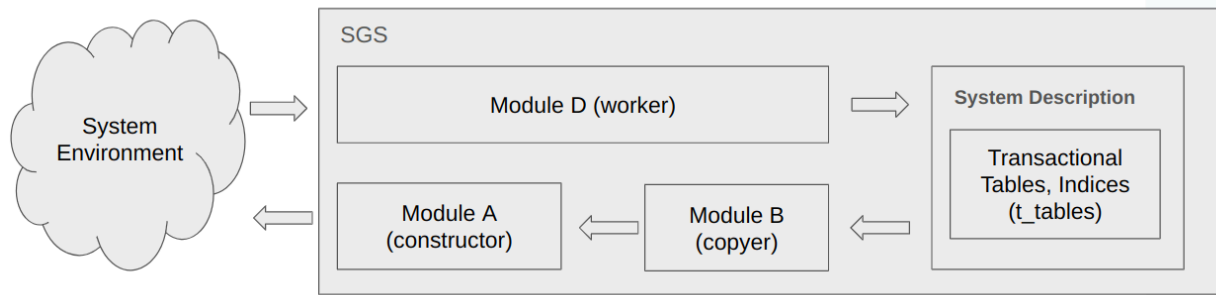 SGS
System
Environment
Module D (worker)
System Description
Transactional
Tables, Indices
(t_tables)
Module A
(constructor)
Module B
(copyer)